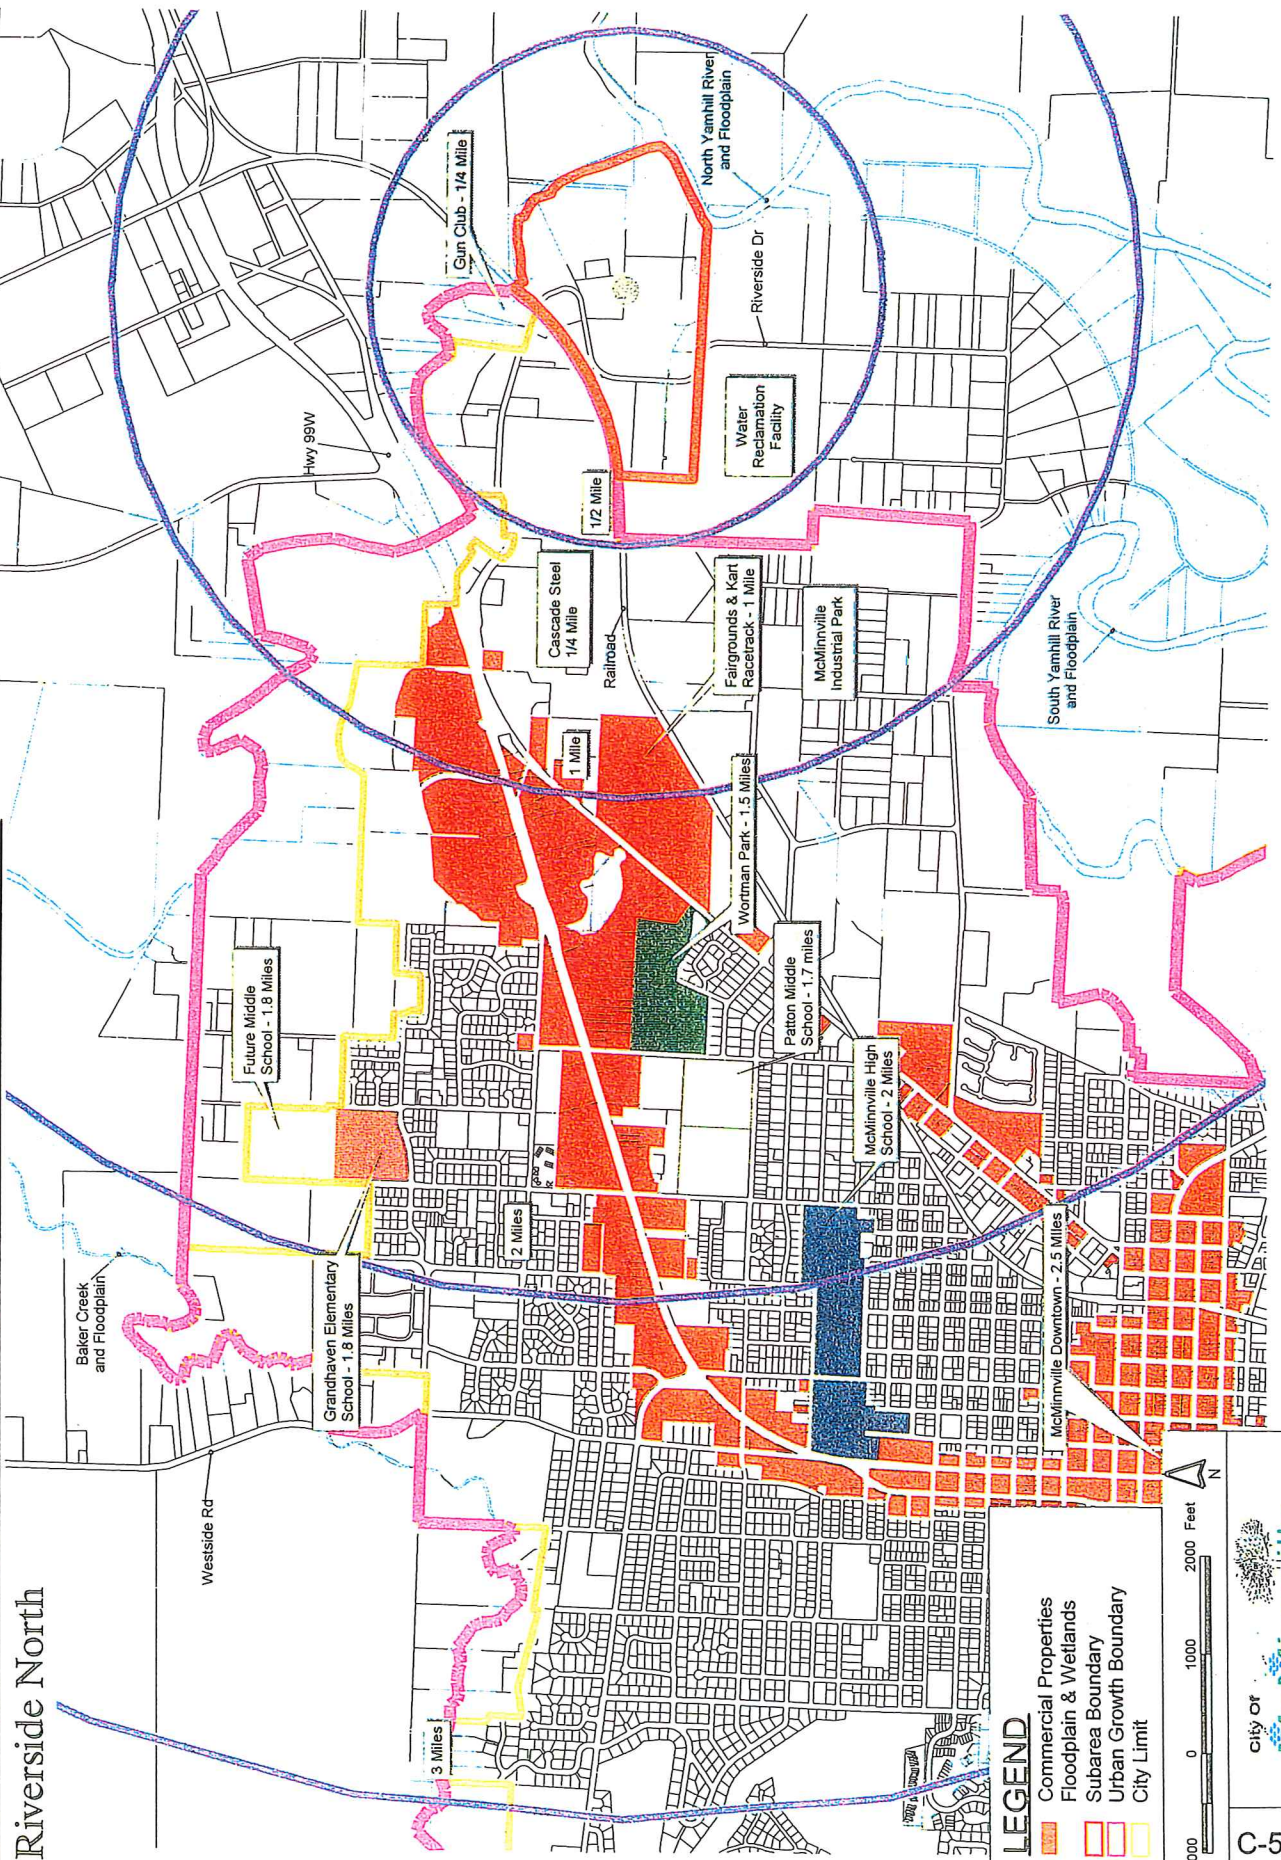 Riverside North
Baker Creek
and Floodplain
Westside Rd
Future Middle
School - 1.8 Miles
Grandhaven Elementary
School - 1.8 Miles
Hwy 99W
Gun Club - 1/4 Mile
North Yamhill River
and Floodplain
Riverside Dr
Water
Reclamation
Facility
1/2 Mile
Cascade Steel
1/4 Mile
Railroad
Fairgrounds & Kart
Racetrack - 1 Mile
McMinnville
Industrial Park
1 Mile
Wortman Park - 1.5 Miles
South Yamhill River
and Floodplain
Patton Middle
School - 1.7 miles
McMinnville High
School - 2 Miles
2 Miles
McMinnville Downtown - 2.5 Miles
3 Miles
LEGEND
Commercial Properties
Floodplain & Wetlands
Subarea Boundary
Urban Growth Boundary
City Limit
000 0 1000 2000 Feet
N
C-5
City Of